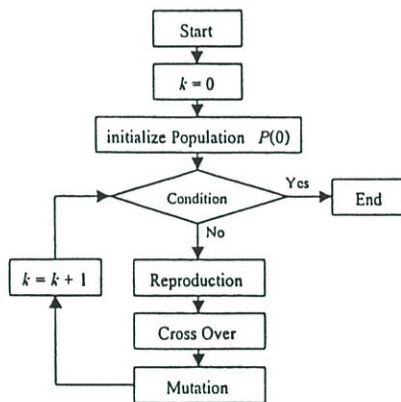 Start
k = 0
initialize Population P(0)
Condition
Yes
End
No
k = k + 1
Reproduction
Cross Over
Mutation